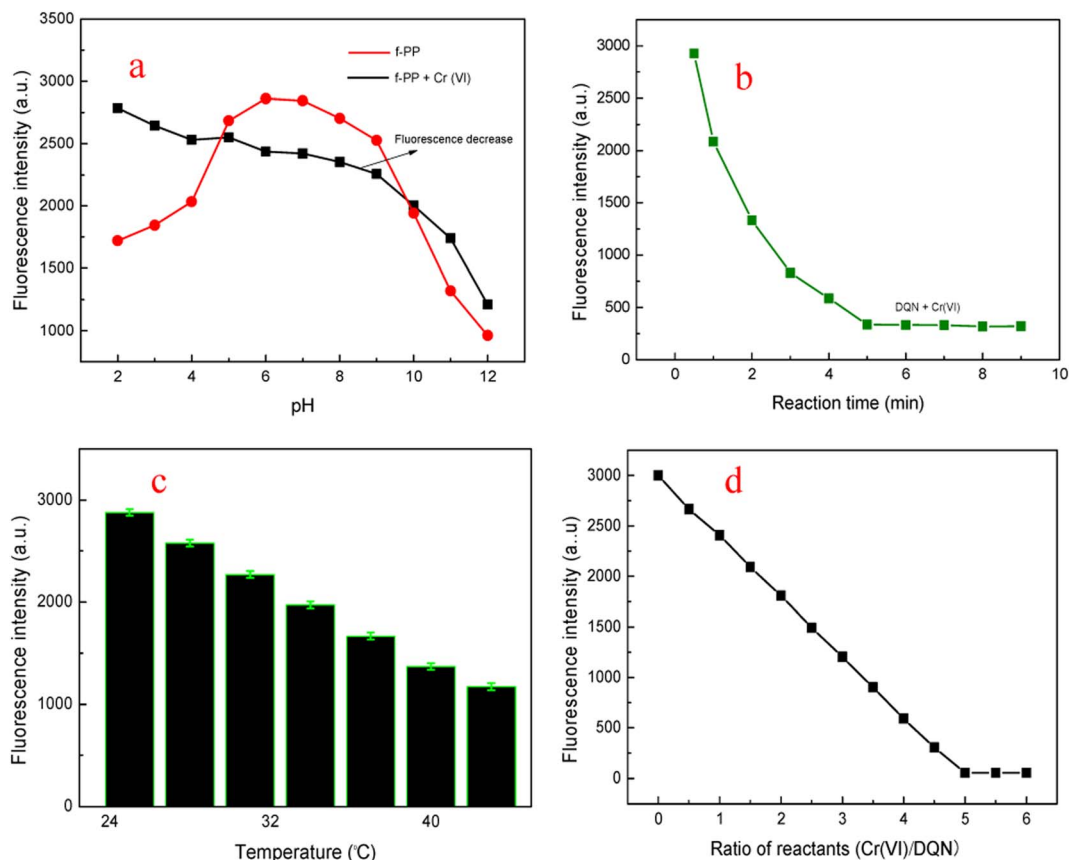 a
f-PP
f-PP + Cr (VI)
Fluorescence decrease
3500
3000
2500
2000
1500
1000
Fluorescence intensity (a.u.)
2 4 6 8 10 12
pH
b
DQN + Cr(VI)
3000
2500
2000
1500
1000
500
0
Fluorescence intensity (a.u.)
0 2 4 6 8 10
Reaction time (min)
c
3000
2000
1000
0
Fluorescence intensity (a.u.)
24 32 40
Temperature (℃)
d
3000
2500
2000
1500
1000
500
0
Fluorescence intensity (a..u)
0 1 2 3 4 5 6
Ratio of reactants (Cr(VI)/DQN)